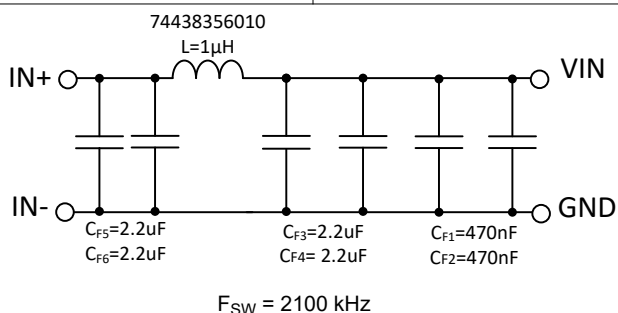 74438356010
L=1µH
IN+
VIN
IN-
GND
CF5=2.2uF
CF6=2.2uF
CF3=2.2uF
CF4= 2.2uF
CF1=470nF
CF2=470nF
FSW = 2100 kHz